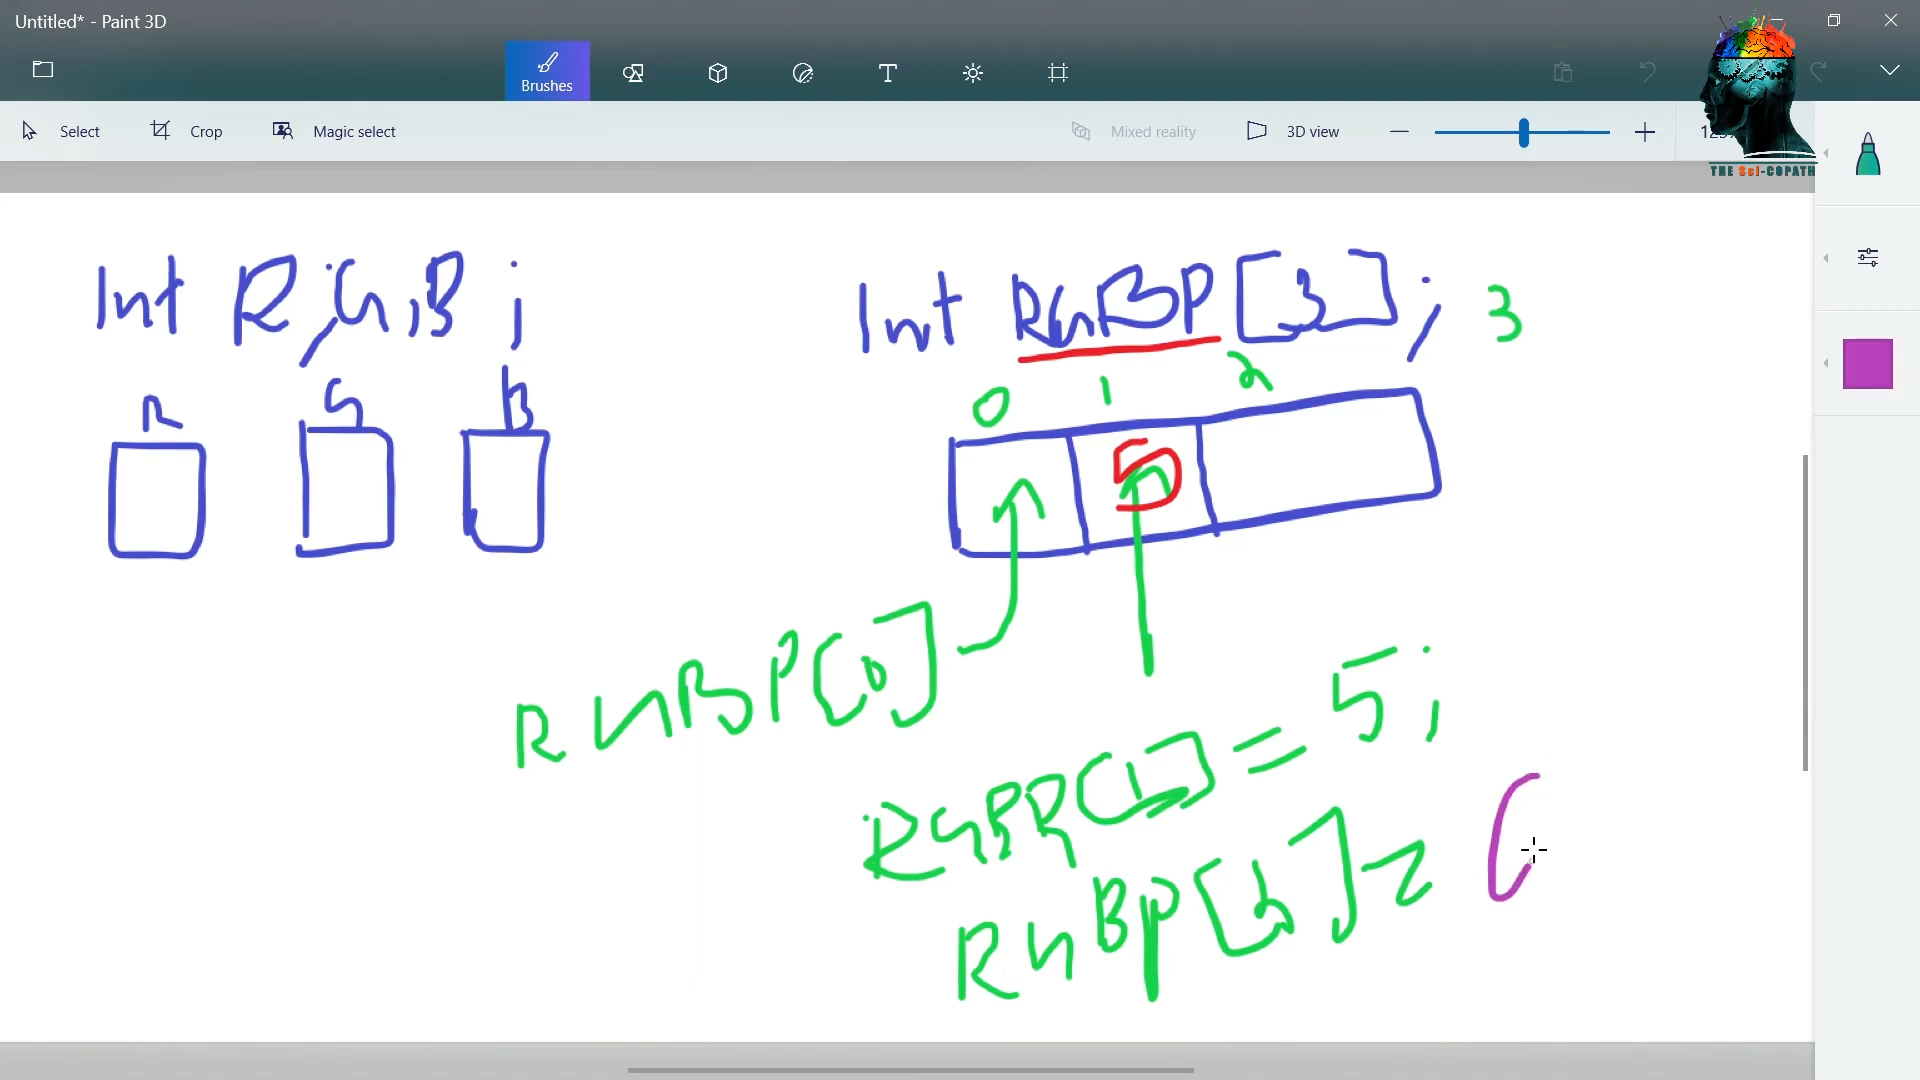 Untitled* - Paint 3D
Brushes
Select
Crop
Magic select
Mixed reality
3D view
THE Sci-COPATH
Int R,G,B ;
Int RGBP[3] ; 3
R G B
0 1 2
5
RGBP[0]
RGBP[1] = 5;
RGBP[2] =